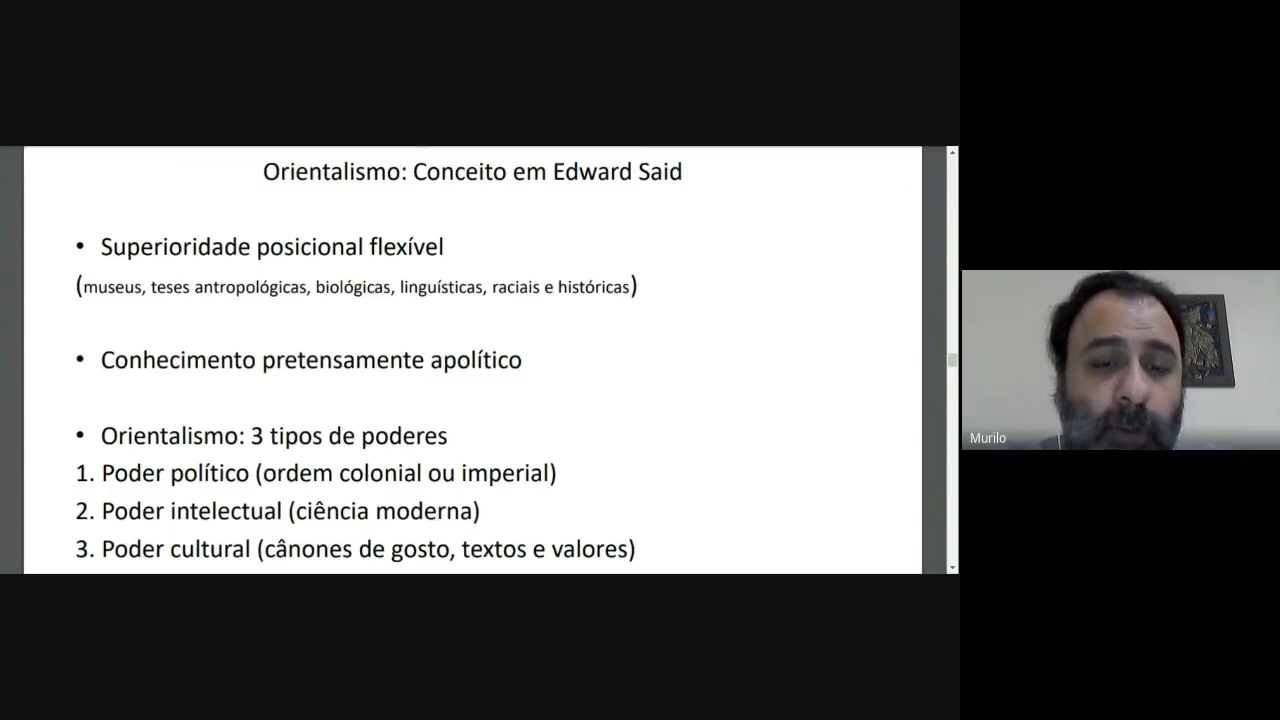 Orientalismo: Conceito em Edward Said
• Superioridade posicional flexível
(museus, teses antropológicas, biológicas, linguísticas, raciais e históricas)
• Conhecimento pretensamente apolítico
• Orientalismo: 3 tipos de poderes
1. Poder político (ordem colonial ou imperial)
2. Poder intelectual (ciência moderna)
3. Poder cultural (cânones de gosto, textos e valores)
Murilo